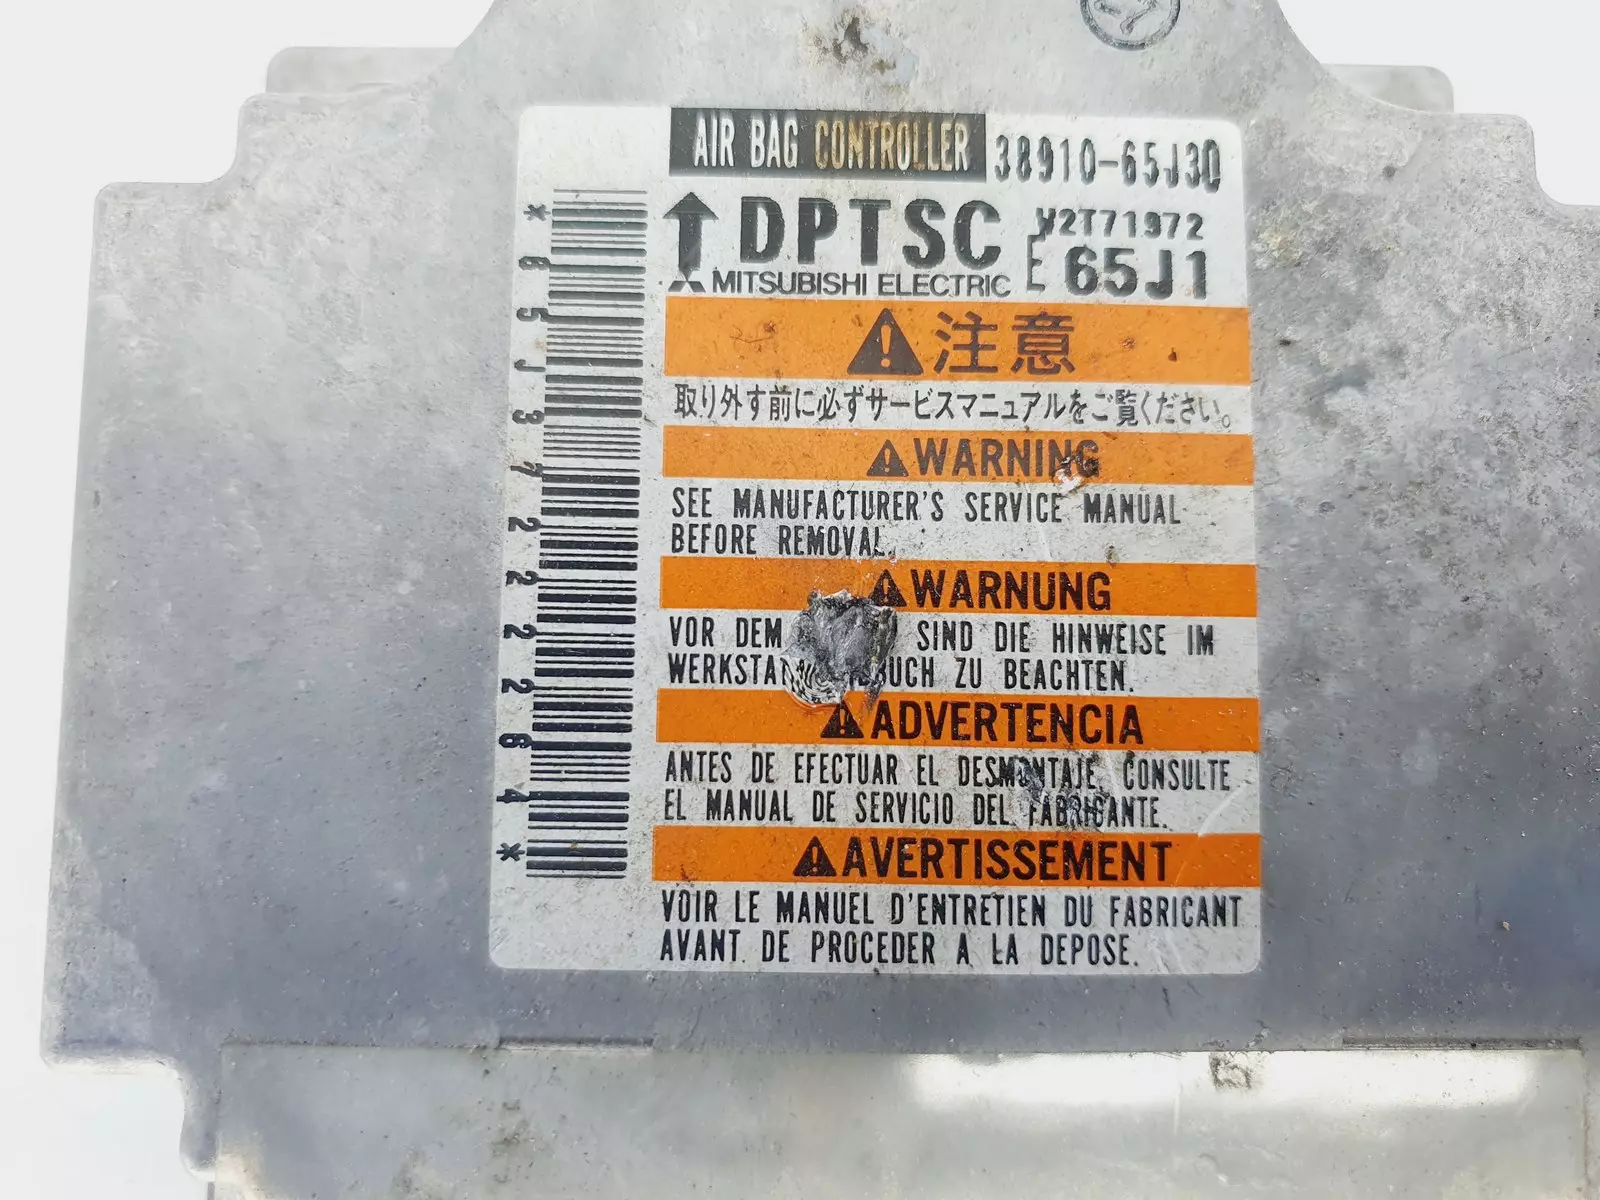 AIR BAG CONTROLLER 38910-65J30
DPTSC W2T71972
MITSUBISHI ELECTRIC E 65J1
注意
取り外す前に必ずサービスマニュアルをご覧ください。
WARNING
SEE MANUFACTURER'S SERVICE MANUAL
BEFORE REMOVAL.
WARNUNG
VOR DEM SIND DIE HINWEISE IM
ZU BEACHTEN.
ADVERTENCIA
ANTES DE EFECTUAR EL DESMONTAJE, CONSULTE
EL MANUAL DE SERVICIO DEL FABRICANTE.
AVERTISSEMENT
VOIR LE MANUEL D'ENTRETIEN DU FABRICANT
AVANT DE PROCEDER A LA DEPOSE.
*65J37222264*